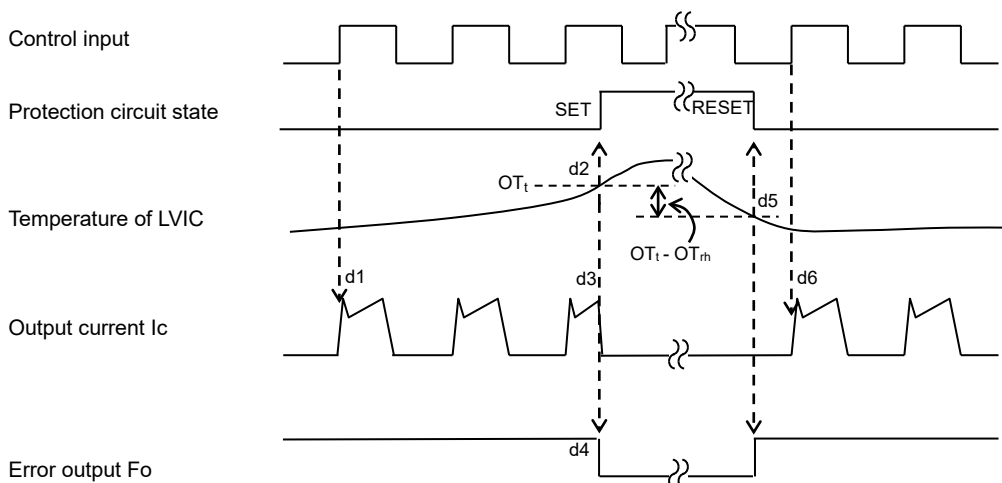 Control input
Protection circuit state
SET
RESET
d2
OTt
d5
Temperature of LVIC
OTt - OTrh
d1
d3
d6
Output current Ic
d4
Error output Fo